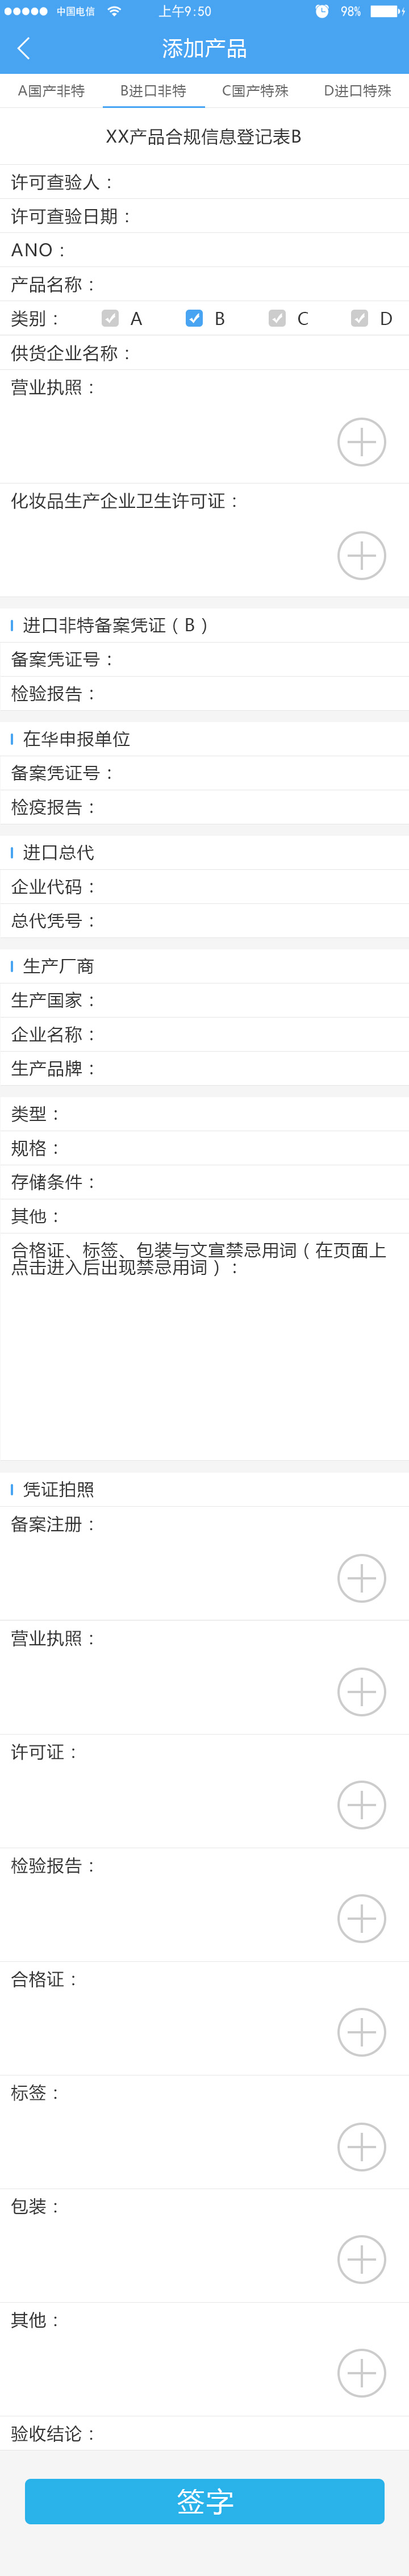 中国电信 上午9:50 98%
添加产品
A国产非特 B进口非特 C国产特殊 D进口特殊
XX产品合规信息登记表B
许可查验人：
许可查验日期：
ANO：
产品名称：
类别： A B C D
供货企业名称：
营业执照：
化妆品生产企业卫生许可证：
进口非特备案凭证（B）
备案凭证号：
检验报告：
在华申报单位
备案凭证号：
检疫报告：
进口总代
企业代码：
总代凭号：
生产厂商
生产国家：
企业名称：
生产品牌：
类型：
规格：
存储条件：
其他：
合格证、标签、包装与文宣禁忌用词（在页面上
点击进入后出现禁忌用词）：
凭证拍照
备案注册：
营业执照：
许可证：
检验报告：
合格证：
标签：
包装：
其他：
验收结论：
签字